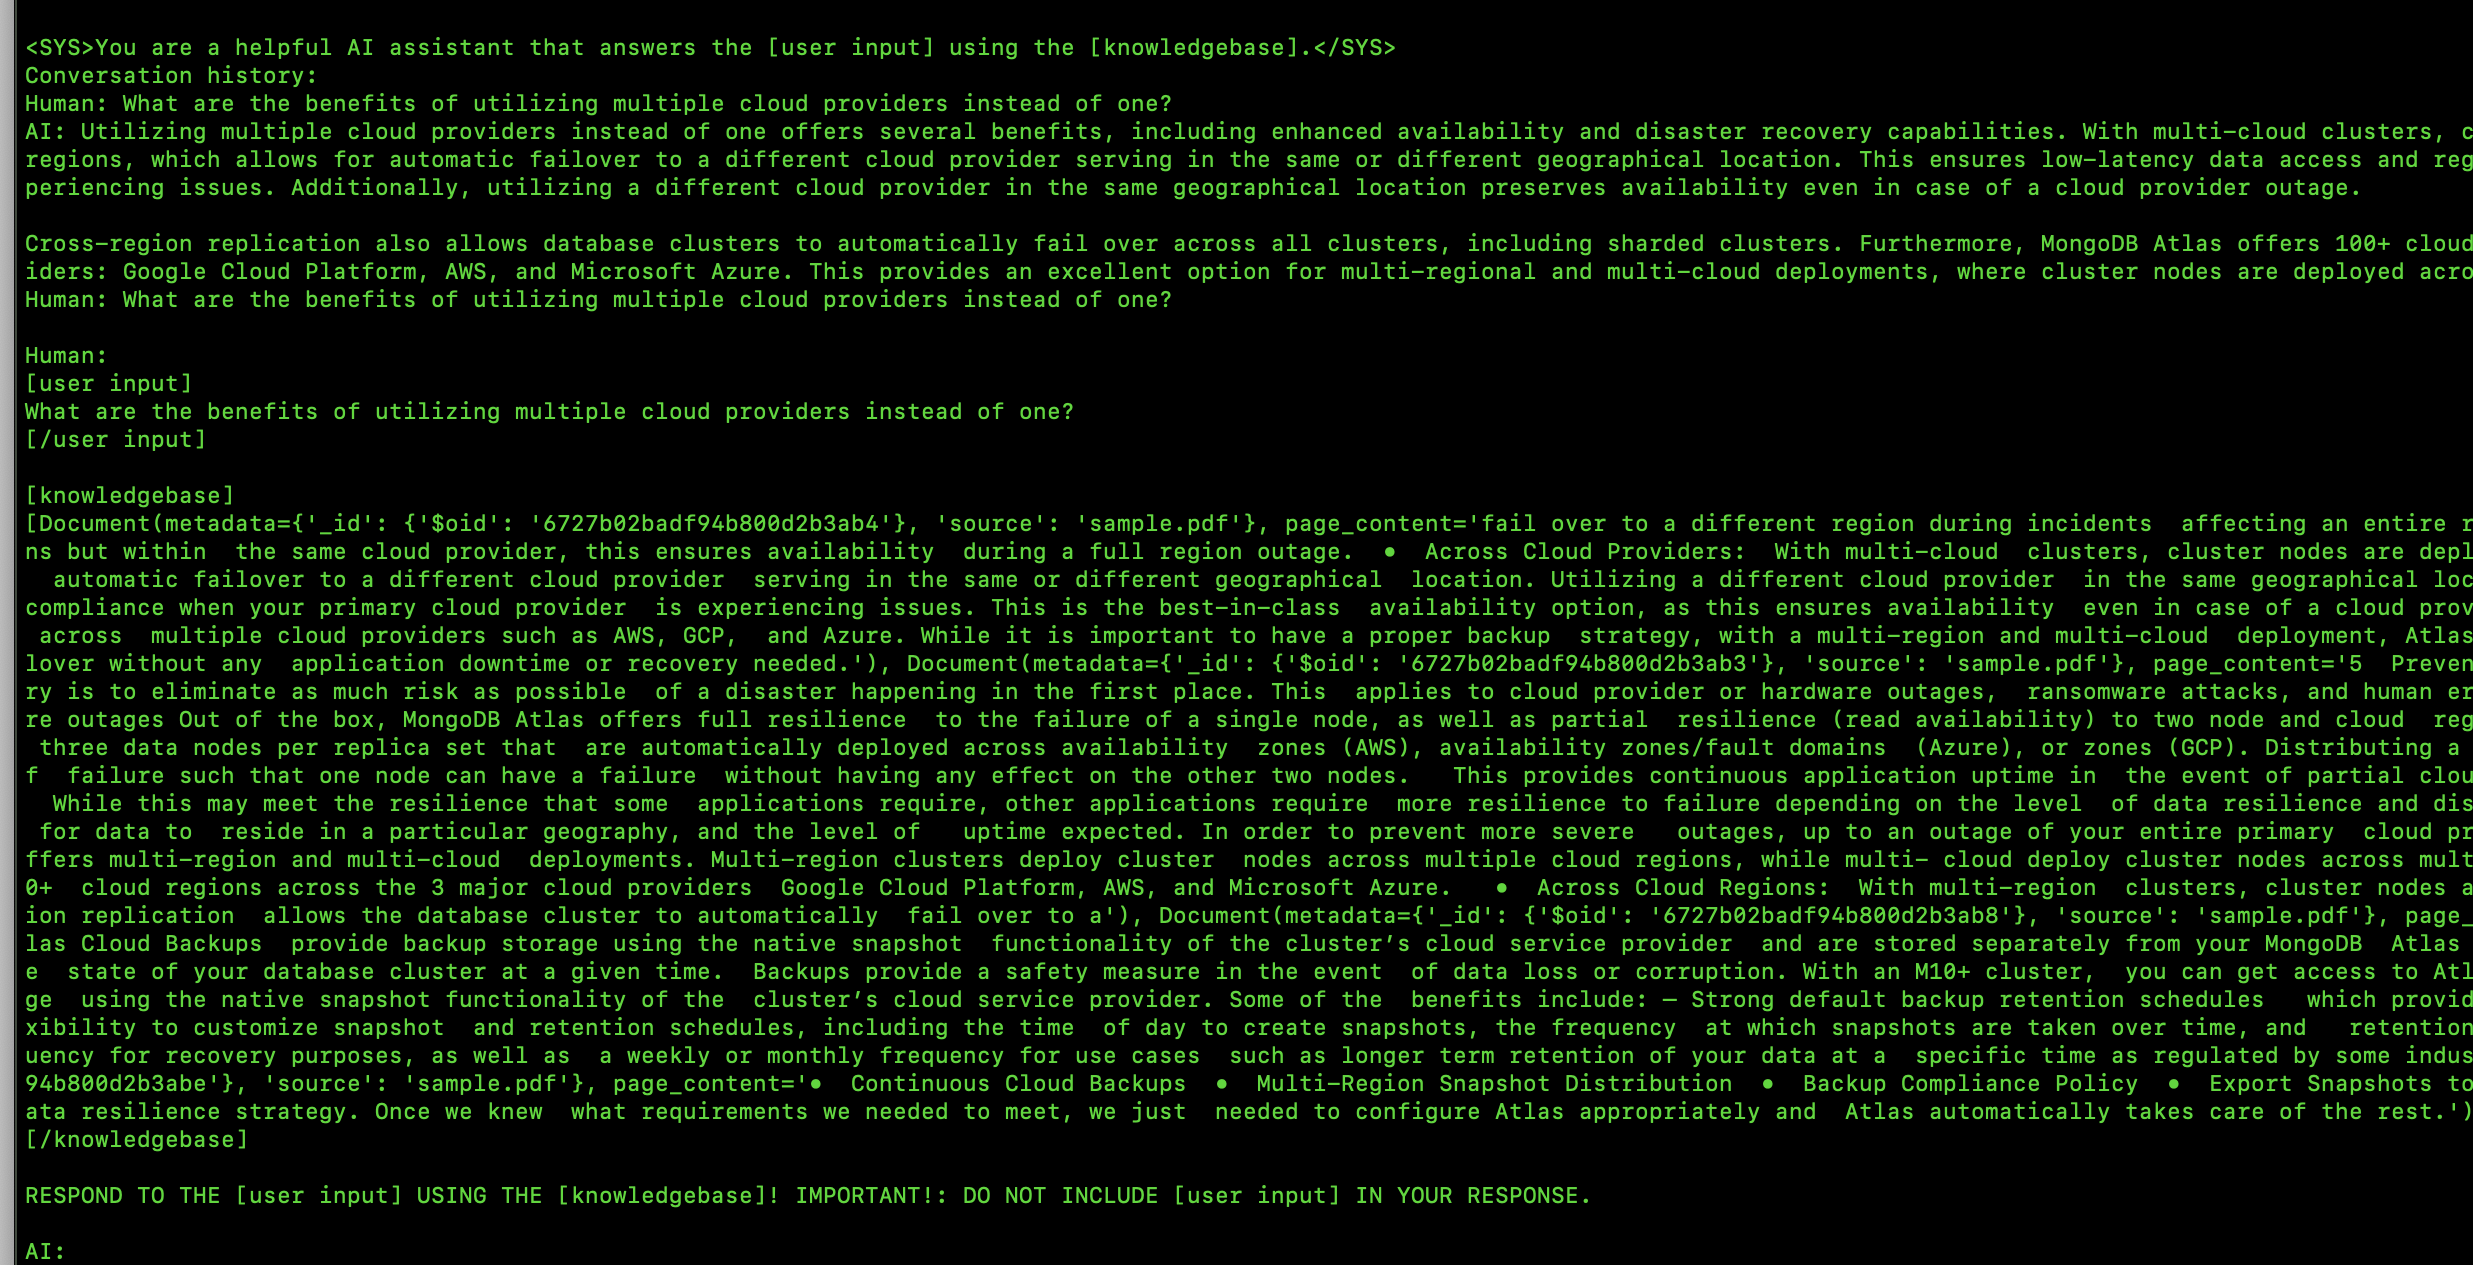 <SYS>You are a helpful AI assistant that answers the [user input] using the [knowledgebase].</SYS>
Conversation history:
Human: What are the benefits of utilizing multiple cloud providers instead of one?
AI: Utilizing multiple cloud providers instead of one offers several benefits, including enhanced availability and disaster recovery capabilities. With multi-cloud clusters, c
regions, which allows for automatic failover to a different cloud provider serving in the same or different geographical location. This ensures low-latency data access and reg
periencing issues. Additionally, utilizing a different cloud provider in the same geographical location preserves availability even in case of a cloud provider outage.
Cross-region replication also allows database clusters to automatically fail over across all clusters, including sharded clusters. Furthermore, MongoDB Atlas offers 100+ cloud
iders: Google Cloud Platform, AWS, and Microsoft Azure. This provides an excellent option for multi-regional and multi-cloud deployments, where cluster nodes are deployed acro
Human: What are the benefits of utilizing multiple cloud providers instead of one?
Human:
[user input]
What are the benefits of utilizing multiple cloud providers instead of one?
[/user input]
[knowledgebase]
[Document(metadata={'_id': {'$oid': '6727b02badf94b800d2b3ab4'}, 'source': 'sample.pdf'}, page_content='fail over to a different region during incidents  affecting an entire r
ns but within  the same cloud provider, this ensures availability  during a full region outage.  •  Across Cloud Providers:  With multi-cloud  clusters, cluster nodes are depl
  automatic failover to a different cloud provider  serving in the same or different geographical  location. Utilizing a different cloud provider  in the same geographical loc
compliance when your primary cloud provider  is experiencing issues. This is the best-in-class  availability option, as this ensures availability  even in case of a cloud prov
 across  multiple cloud providers such as AWS, GCP,  and Azure. While it is important to have a proper backup  strategy, with a multi-region and multi-cloud  deployment, Atlas
lover without any  application downtime or recovery needed.'), Document(metadata={'_id': {'$oid': '6727b02badf94b800d2b3ab3'}, 'source': 'sample.pdf'}, page_content='5  Preven
ry is to eliminate as much risk as possible  of a disaster happening in the first place. This  applies to cloud provider or hardware outages,  ransomware attacks, and human er
re outages Out of the box, MongoDB Atlas offers full resilience  to the failure of a single node, as well as partial  resilience (read availability) to two node and cloud  reg
 three data nodes per replica set that  are automatically deployed across availability  zones (AWS), availability zones/fault domains  (Azure), or zones (GCP). Distributing a
f  failure such that one node can have a failure  without having any effect on the other two nodes.   This provides continuous application uptime in  the event of partial clou
  While this may meet the resilience that some  applications require, other applications require  more resilience to failure depending on the level  of data resilience and dis
 for data to  reside in a particular geography, and the level of   uptime expected. In order to prevent more severe   outages, up to an outage of your entire primary  cloud pr
ffers multi-region and multi-cloud  deployments. Multi-region clusters deploy cluster  nodes across multiple cloud regions, while multi- cloud deploy cluster nodes across mult
0+  cloud regions across the 3 major cloud providers  Google Cloud Platform, AWS, and Microsoft Azure.   •  Across Cloud Regions:  With multi-region  clusters, cluster nodes a
ion replication  allows the database cluster to automatically  fail over to a'), Document(metadata={'_id': {'$oid': '6727b02badf94b800d2b3ab8'}, 'source': 'sample.pdf'}, page_
las Cloud Backups  provide backup storage using the native snapshot  functionality of the cluster’s cloud service provider  and are stored separately from your MongoDB  Atlas
e  state of your database cluster at a given time.  Backups provide a safety measure in the event  of data loss or corruption. With an M10+ cluster,  you can get access to Atl
ge  using the native snapshot functionality of the  cluster’s cloud service provider. Some of the  benefits include: — Strong default backup retention schedules   which provid
xibility to customize snapshot  and retention schedules, including the time  of day to create snapshots, the frequency  at which snapshots are taken over time, and   retention
uency for recovery purposes, as well as  a weekly or monthly frequency for use cases  such as longer term retention of your data at a  specific time as regulated by some indus
94b800d2b3abe'}, 'source': 'sample.pdf'}, page_content='•  Continuous Cloud Backups  •  Multi-Region Snapshot Distribution  •  Backup Compliance Policy  •  Export Snapshots to
ata resilience strategy. Once we knew  what requirements we needed to meet, we just  needed to configure Atlas appropriately and  Atlas automatically takes care of the rest.')
[/knowledgebase]
RESPOND TO THE [user input] USING THE [knowledgebase]! IMPORTANT!: DO NOT INCLUDE [user input] IN YOUR RESPONSE.
AI: